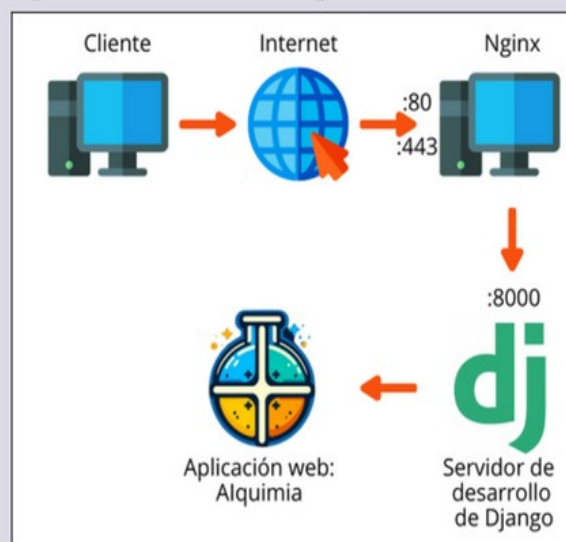 Cliente
Internet
Nginx
:80
:443
:8000
dj
Aplicación web:
Alquimia
Servidor de
desarrollo
de Django